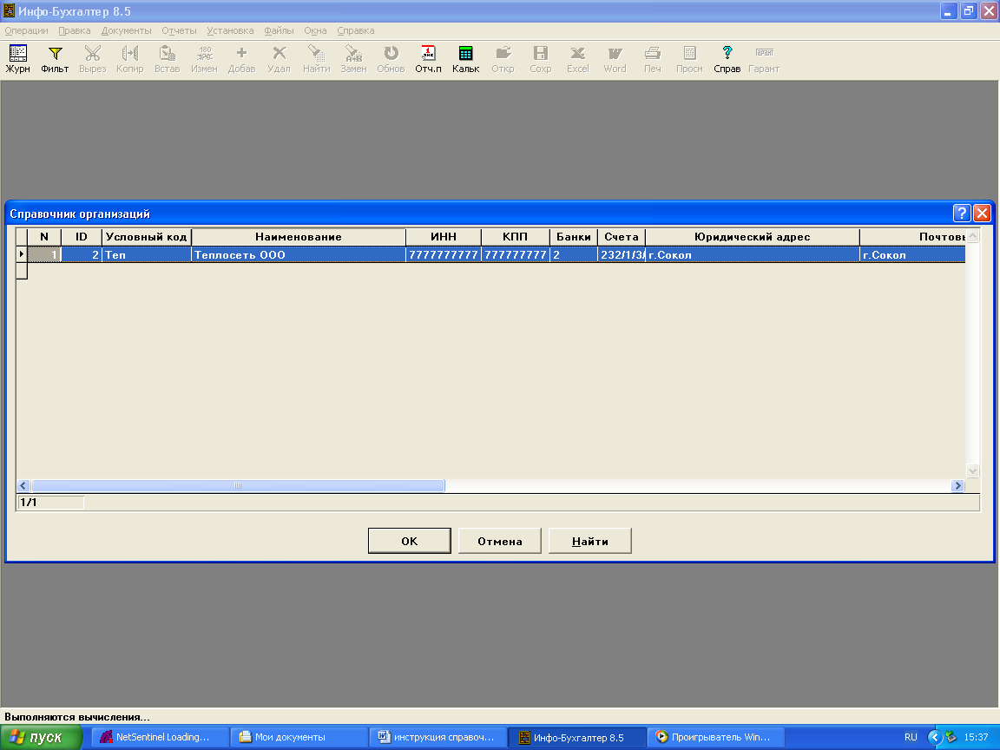 Инфо-Бухгалтер 8.5
Операции Правка Документы Отчеты Установка Файлы Окна Справка
Журн Фильт Вырез Копир Встав Измен Добав Удал Найти Замен Обнов Отч.п Кальк Откр Сохр Excel Word Печ Просм Справ Гарант
Справочник организаций
N ID Условный код Наименование ИНН КПП Банки Счета Юридический адрес Почтовы
1 2 Теп Теплосеть ООО 7777777777 777777777 2 232/1/3/ г.Сокол г.Сокол
1/1
ОК Отмена Найти
Выполняются вычисления...
пуск NetSentinel Loading... Мои документы инструкция справоч... Инфо-Бухгалтер 8.5 Проигрыватель Win... RU 15:37